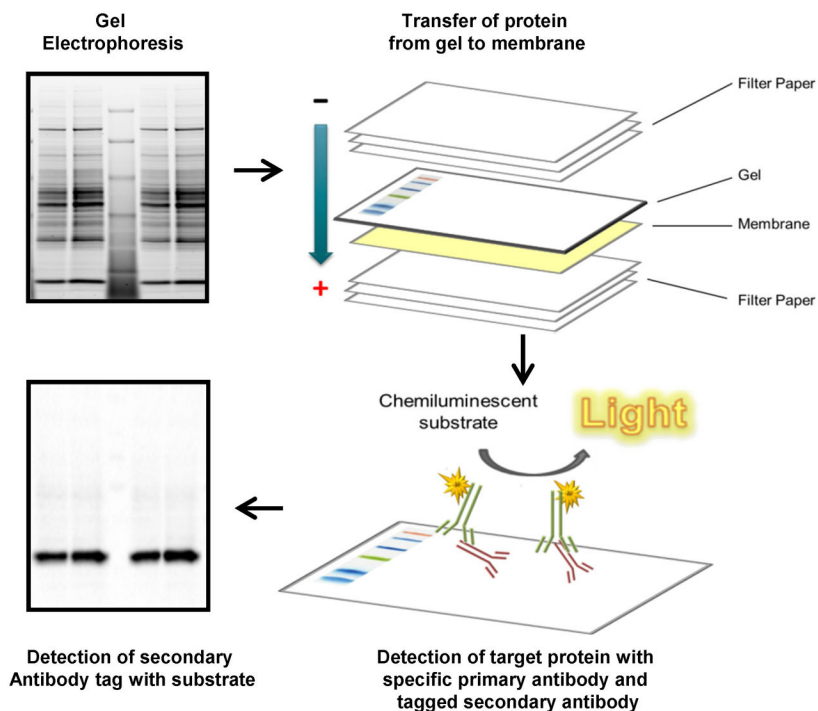 Gel
Electrophoresis
Transfer of protein
from gel to membrane
Filter Paper
-
Gel
Membrane
+
Filter Paper
Chemiluminescent
substrate
Light
Detection of secondary
Antibody tag with substrate
Detection of target protein with
specific primary antibody and
tagged secondary antibody